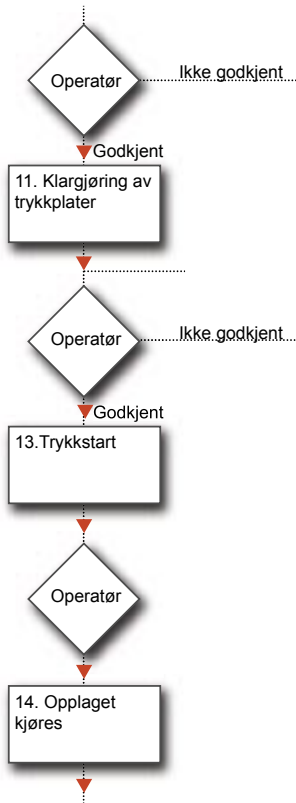 Operatør
Ikke godkjent
Godkjent
11. Klargjøring av
trykkplater
Operatør
Ikke godkjent
Godkjent
13.Trykkstart
Operatør
14. Opplaget
kjøres